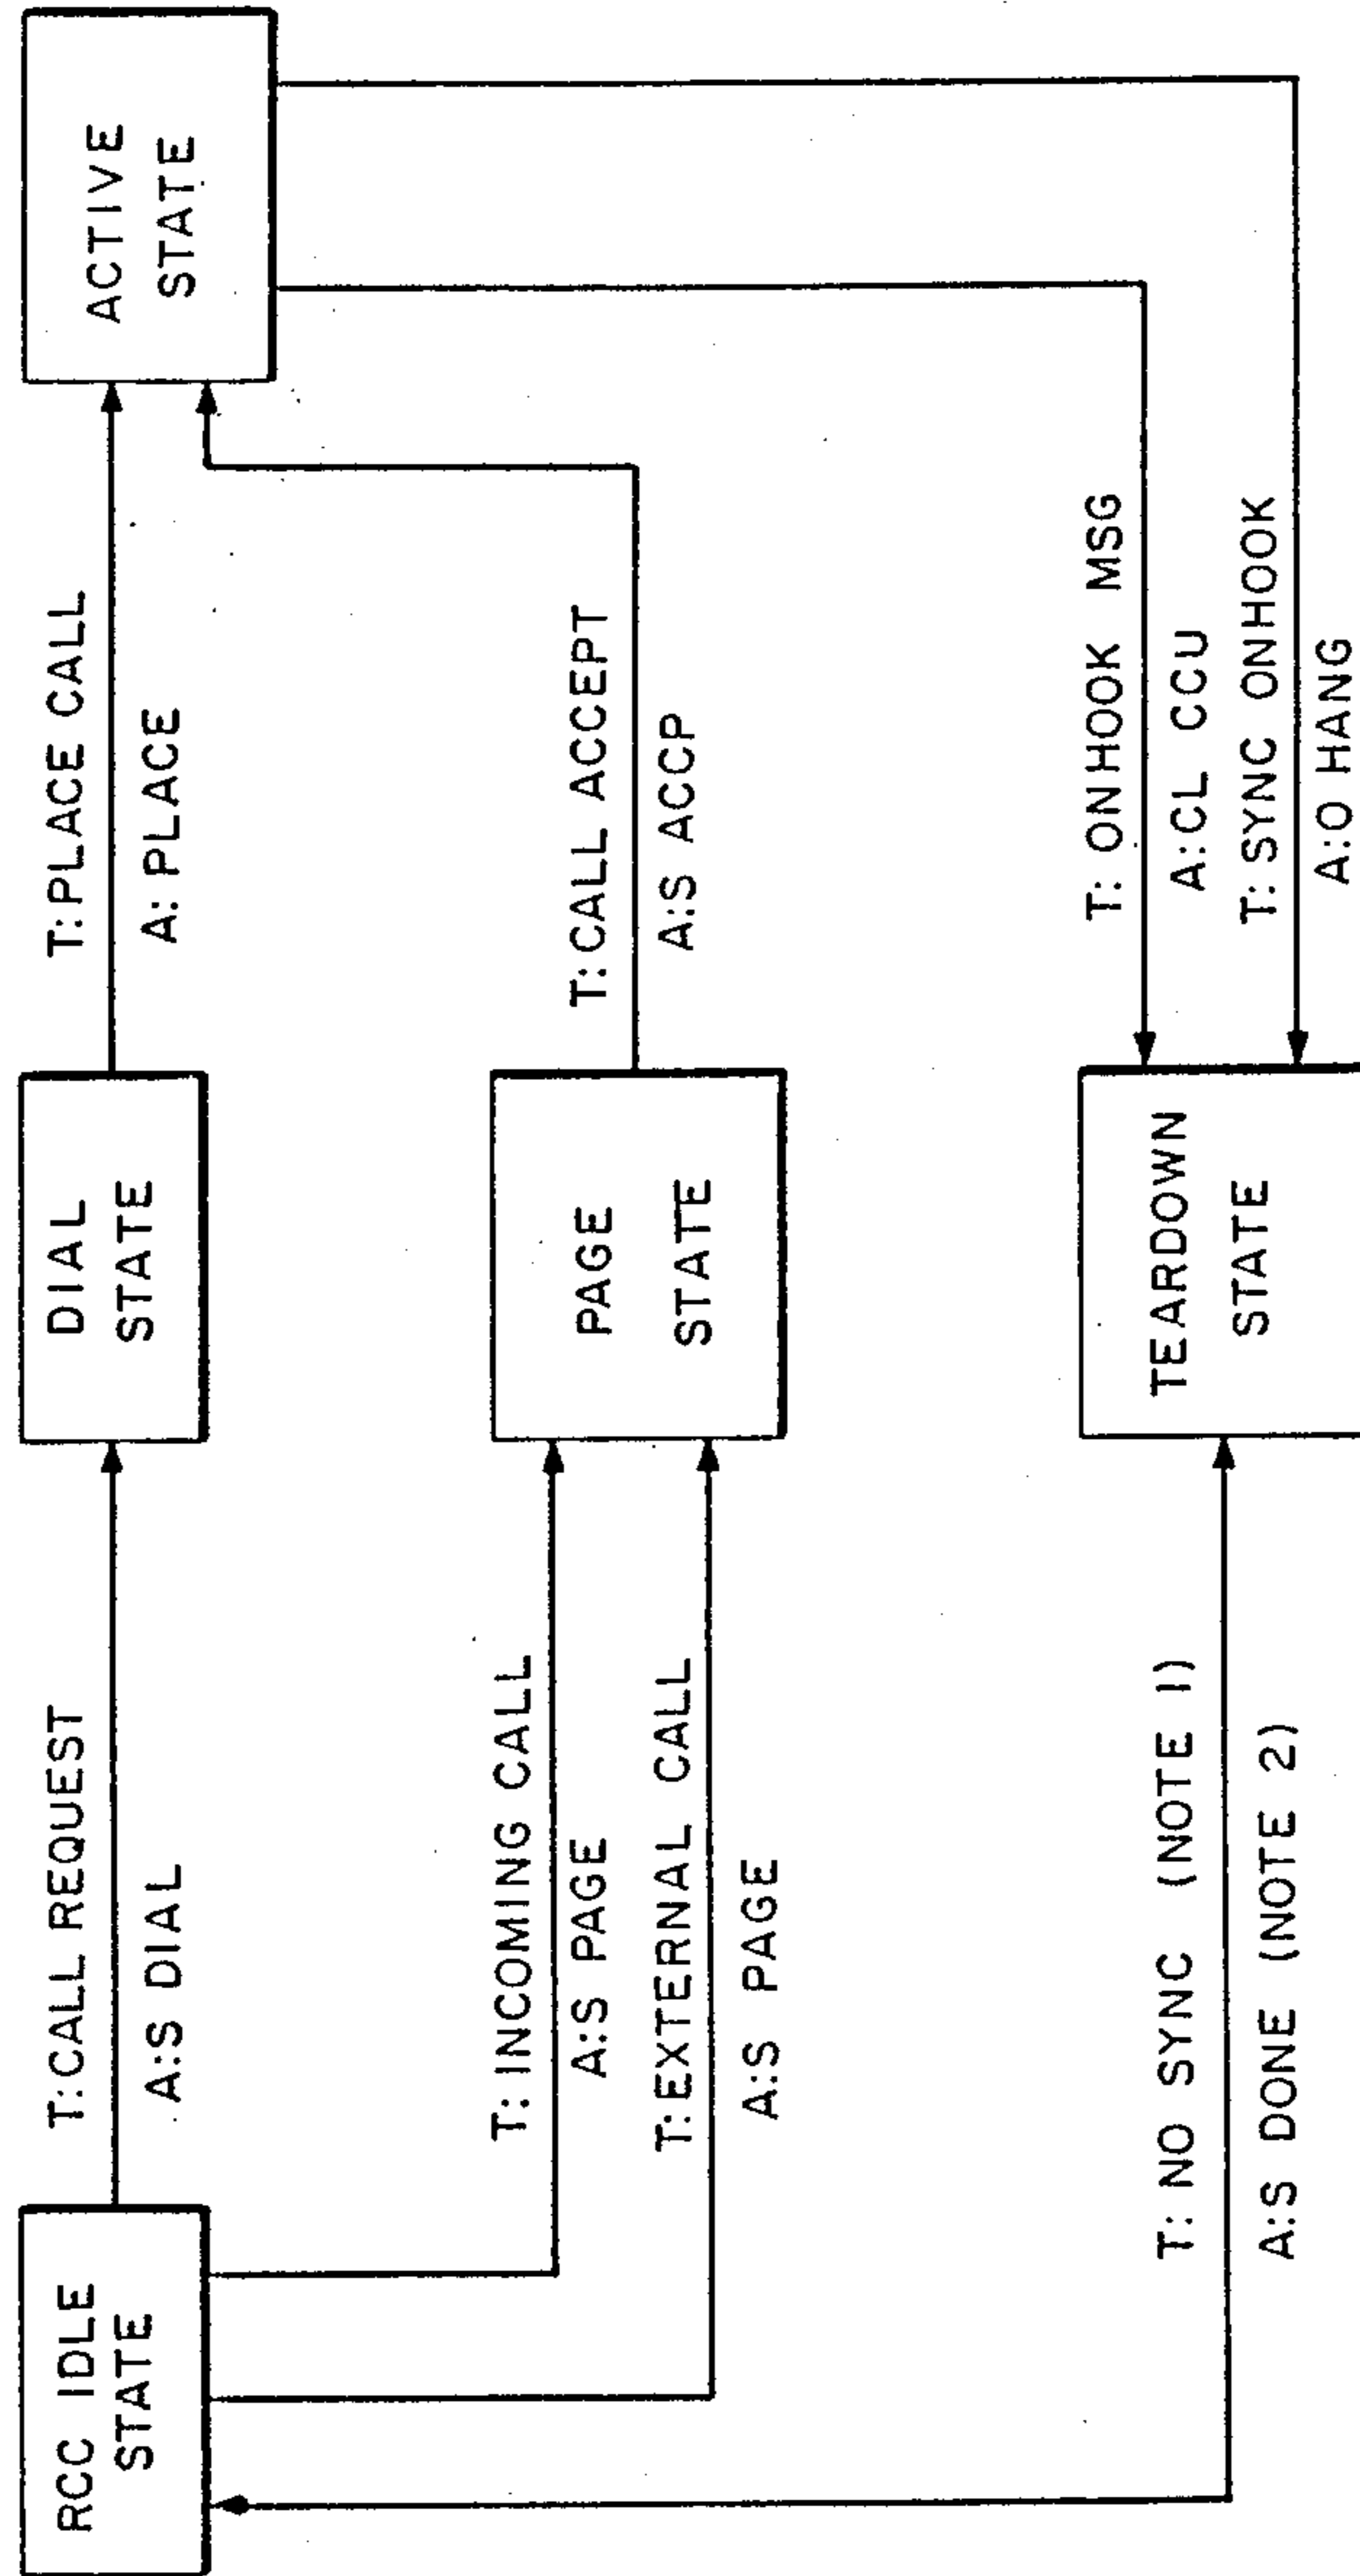 RCC IDLE
STATE
T:CALL REQUEST
A:S DIAL
DIAL
STATE
T:PLACE CALL
A:PLACE
ACTIVE
STATE
T:INCOMING CALL
A:S PAGE
T:EXTERNAL CALL
A:S PAGE
PAGE
STATE
T:CALL ACCEPT
A:S ACCP
T: NO SYNC (NOTE 1)
A:S DONE (NOTE 2)
TEARDOWN
STATE
T: ONHOOK MSG
A:CL CCU
T: SYNC ONHOOK
A:O HANG